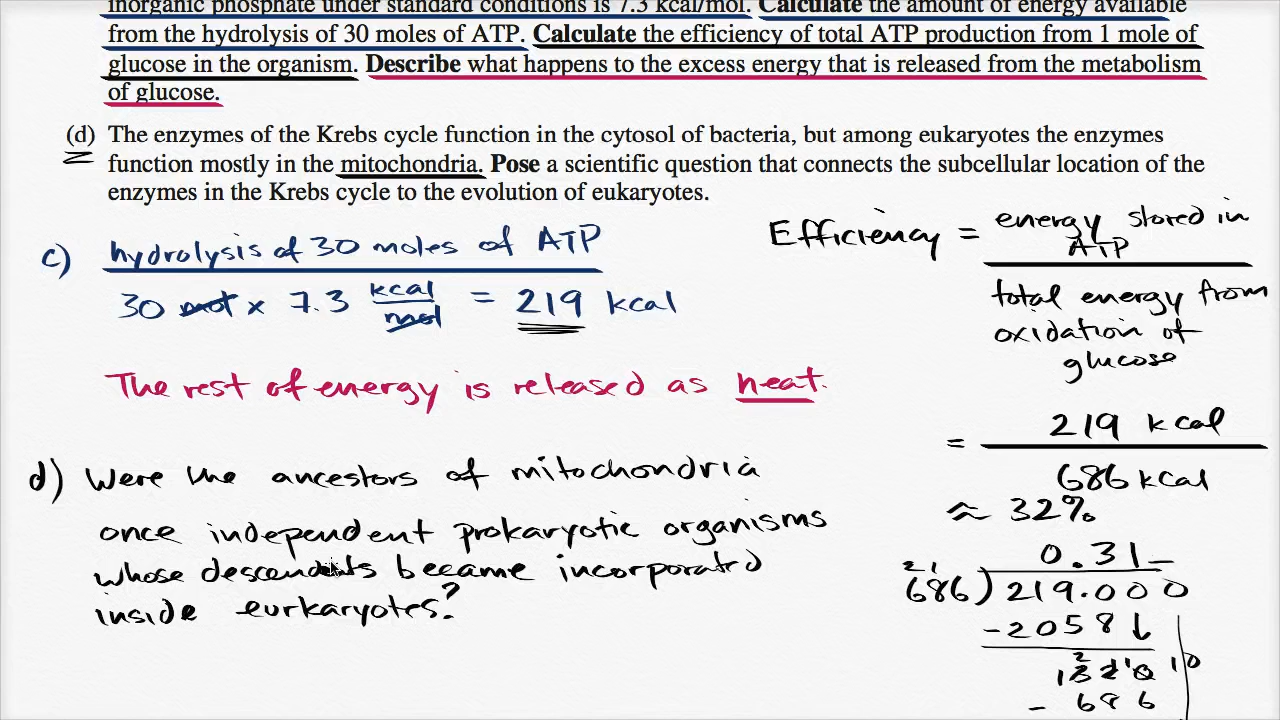 inorganic phosphate under standard conditions is 7.3 kcal/mol. Calculate the amount of energy available
from the hydrolysis of 30 moles of ATP. Calculate the efficiency of total ATP production from 1 mole of
glucose in the organism. Describe what happens to the excess energy that is released from the metabolism
of glucose.
(d) The enzymes of the Krebs cycle function in the cytosol of bacteria, but among eukaryotes the enzymes
function mostly in the mitochondria. Pose a scientific question that connects the subcellular location of the
enzymes in the Krebs cycle to the evolution of eukaryotes.
c) hydrolysis of 30 moles of ATP
30 mol x 7.3 kcal/mol = 219 kcal
The rest of energy is released as heat.
d) Were the ancestors of mitochondria
once independent prokaryotic organisms
whose descendents became incorporated
inside eurkaryotes?
Efficiency = energy stored in
ATP
total energy from
oxidation of
glucose
= 219 kcal
686 kcal
≈ 32%
0.31
21
686) 219.000
-2058↓
- 686